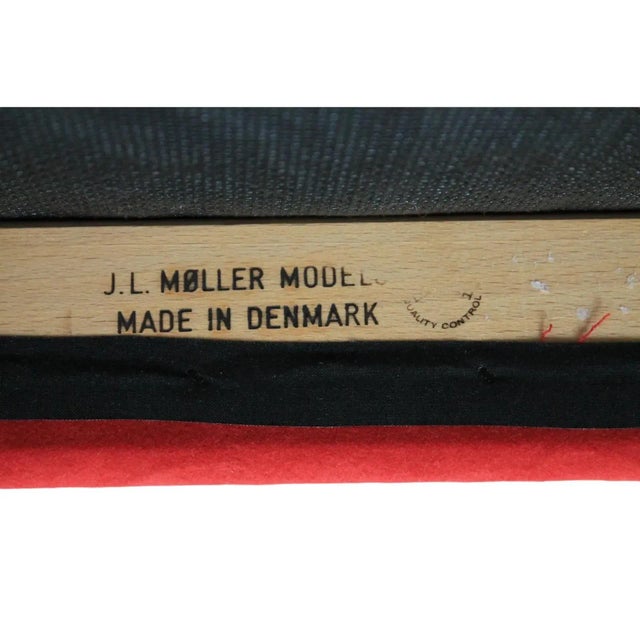 J.L. MØLLER MODELS
MADE IN DENMARK
QUALITY CONTROL